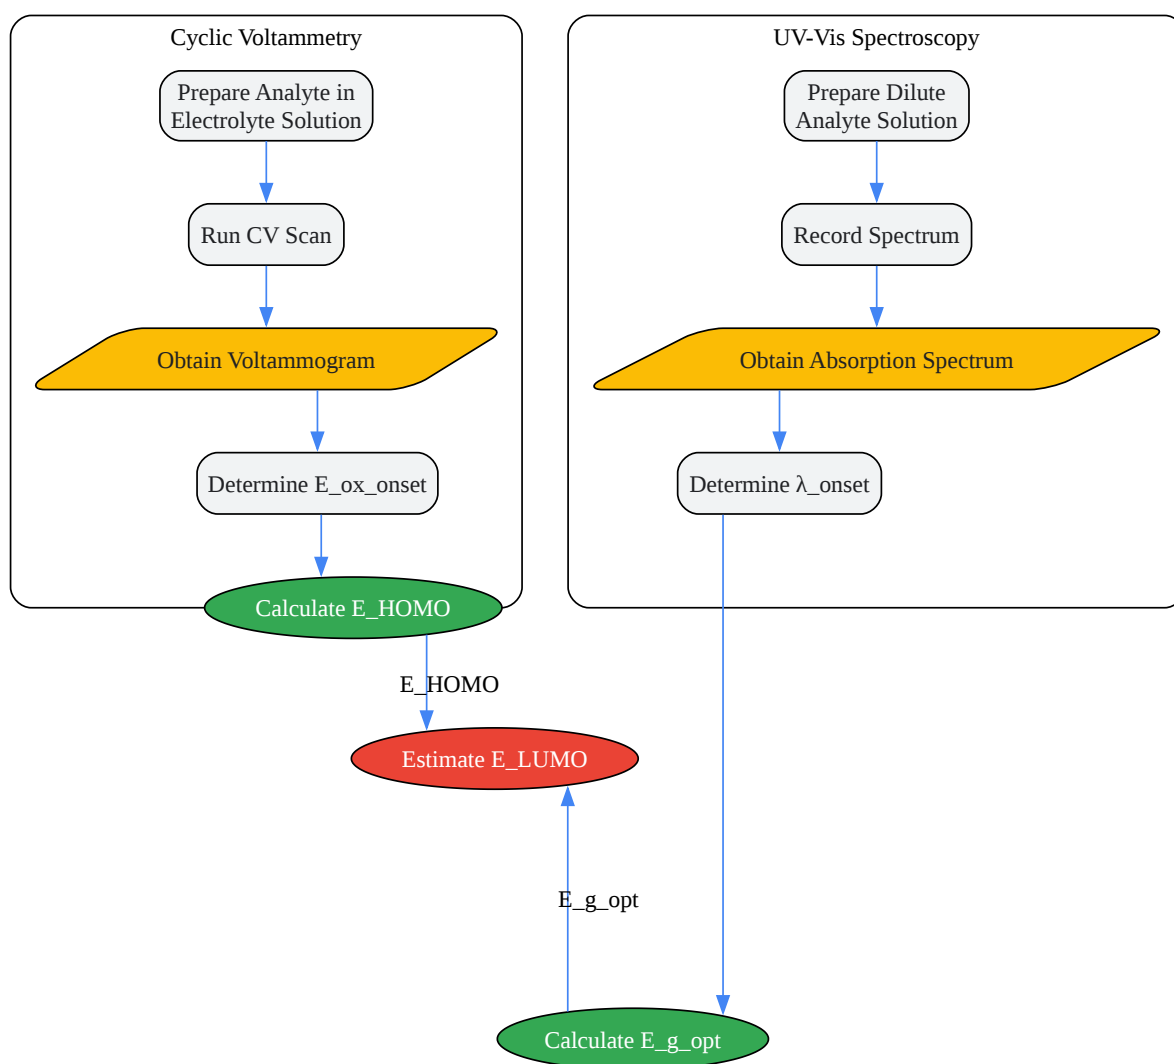 Cyclic Voltammetry
Prepare Analyte in
Electrolyte Solution
Run CV Scan
Obtain Voltammogram
Determine E_ox_onset
Calculate E_HOMO
UV-Vis Spectroscopy
Prepare Dilute
Analyte Solution
Record Spectrum
Obtain Absorption Spectrum
Determine λ_onset
E_HOMO
Estimate E_LUMO
E_g_opt
Calculate E_g_opt